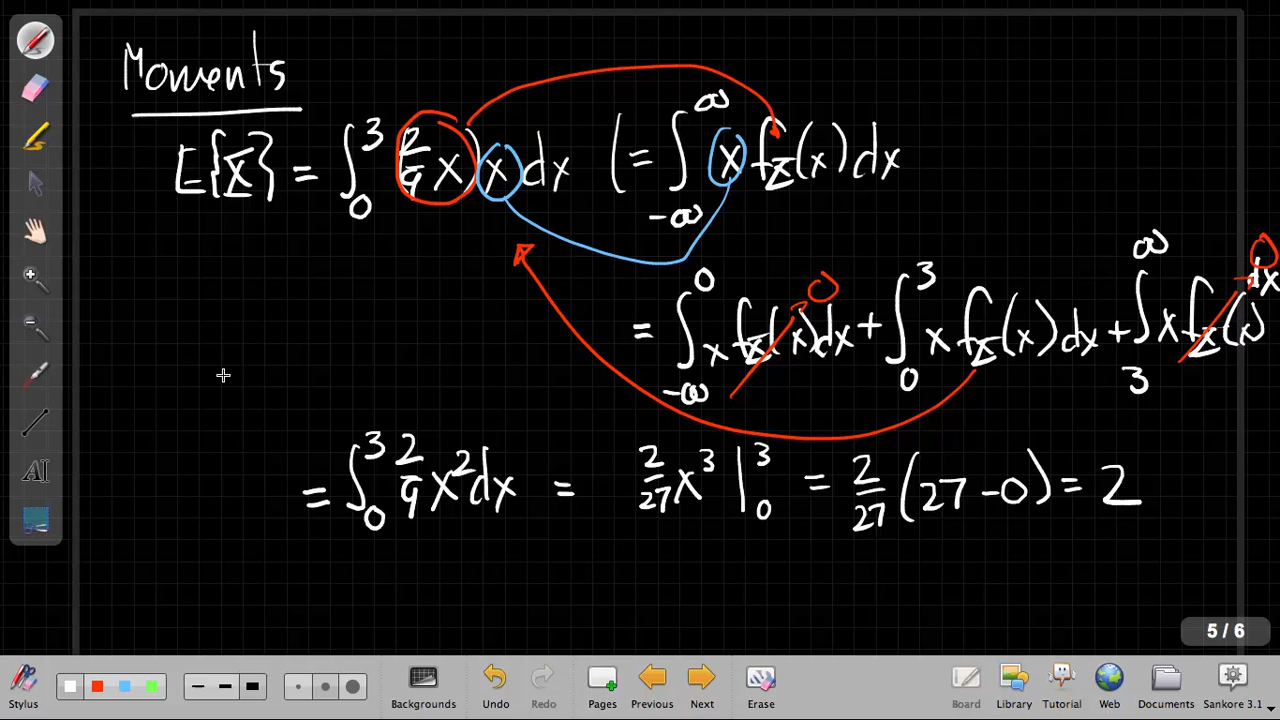 Moments
E{X} = ∫₀³ (2/9 x) x dx (= ∫₋∞^∞ x f_X(x) dx
= ∫₋∞⁰ x f_X(x) dx + ∫₀³ x f_X(x) dx + ∫₃^∞ x f_X(x) dx
0 0
= ∫₀³ 2/9 x² dx = 2/27 x³ |₀³ = 2/27 (27 - 0) = 2
5 / 6
Stylus Backgrounds Undo Redo Pages Previous Next Erase Board Library Tutorial Web Documents Sankore 3.1